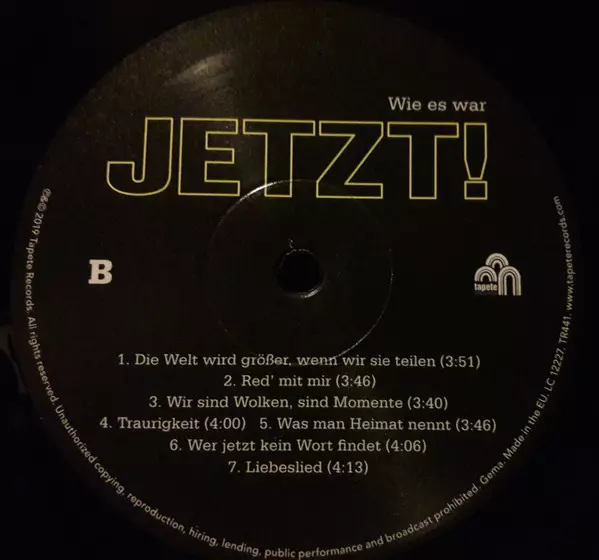 Wie es war
JETZT!
B
tapete
1. Die Welt wird größer, wenn wir sie teilen (3:51)
2. Red' mit mir (3:46)
3. Wir sind Wolken, sind Momente (3:40)
4. Traurigkeit (4:00) 5. Was man Heimat nennt (3:46)
6. Wer jetzt kein Wort findet (4:06)
7. Liebeslied (4:13)
℗&© 2019 Tapete Records. All rights reserved. Unauthorized copying, reproduction, hiring, lending, public performance and broadcast prohibited. Gema. Made in the EU. LC 12227. TR441. www.tapeterecords.com